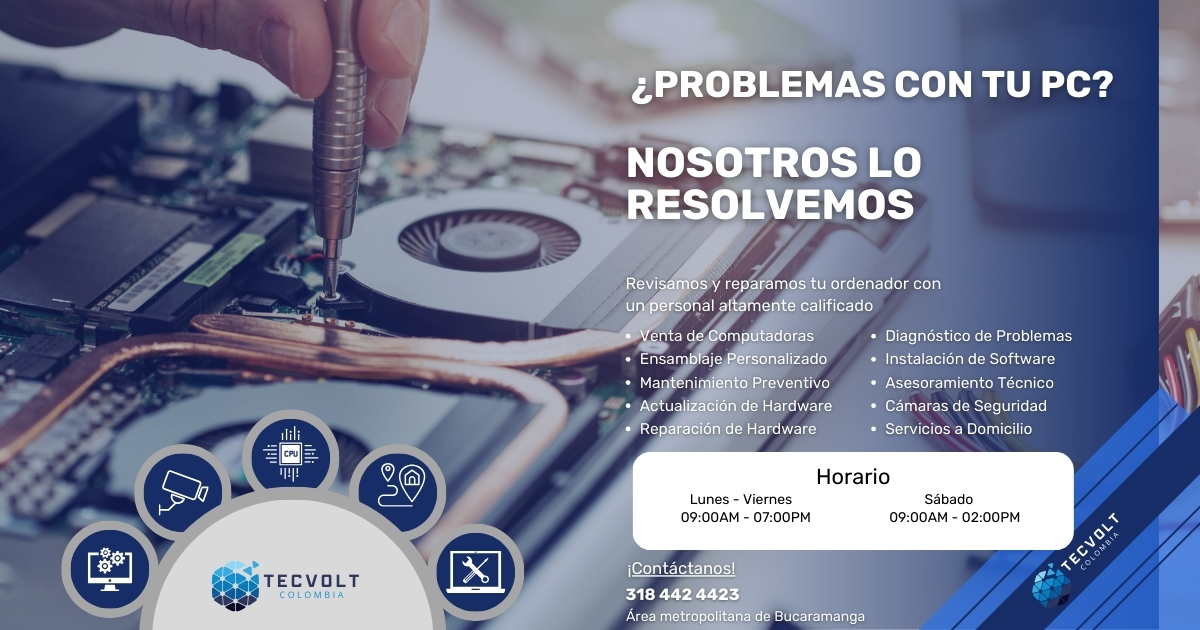 ¿PROBLEMAS CON TU PC?
NOSOTROS LO
RESOLVEMOS
Revisamos y reparamos tu ordenador con
un personal altamente calificado
• Venta de Computadoras
• Ensamblaje Personalizado
• Mantenimiento Preventivo
• Actualización de Hardware
• Reparación de Hardware
• Diagnóstico de Problemas
• Instalación de Software
• Asesoramiento Técnico
• Cámaras de Seguridad
• Servicios a Domicilio
Horario
Lunes - Viernes
09:00AM - 07:00PM
Sábado
09:00AM - 02:00PM
¡Contáctanos!
318 442 4423
Área metropolitana de Bucaramanga
CPU
TECVOLT
COLOMBIA
TECVOLT
COLOMBIA